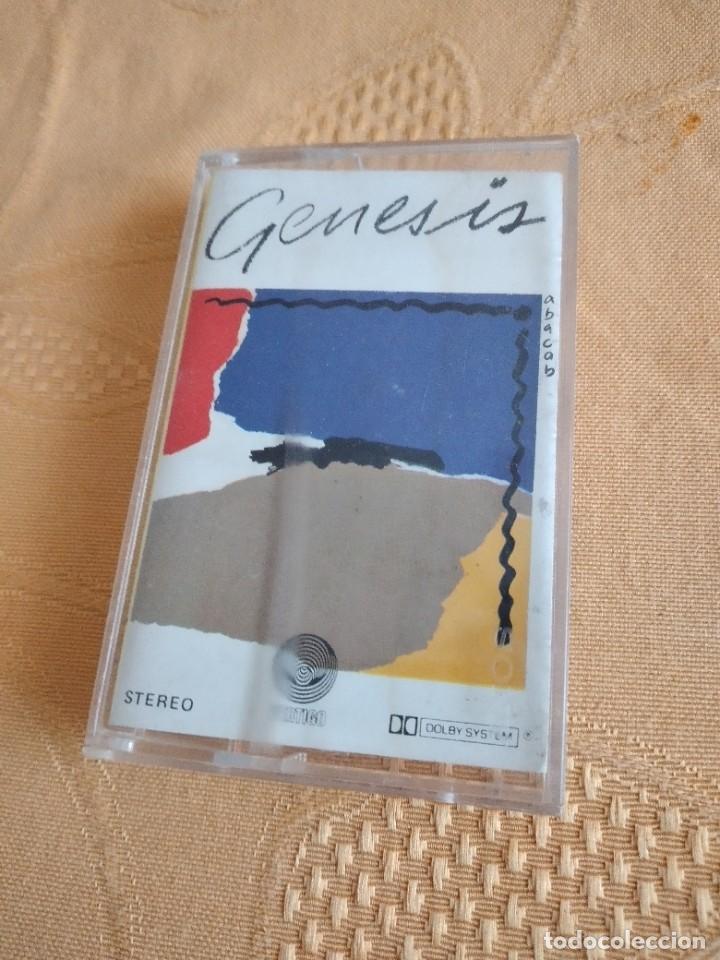 Genesis
abacab
STEREO
VERTIGO
DOLBY SYSTEM ®
todocoleccion